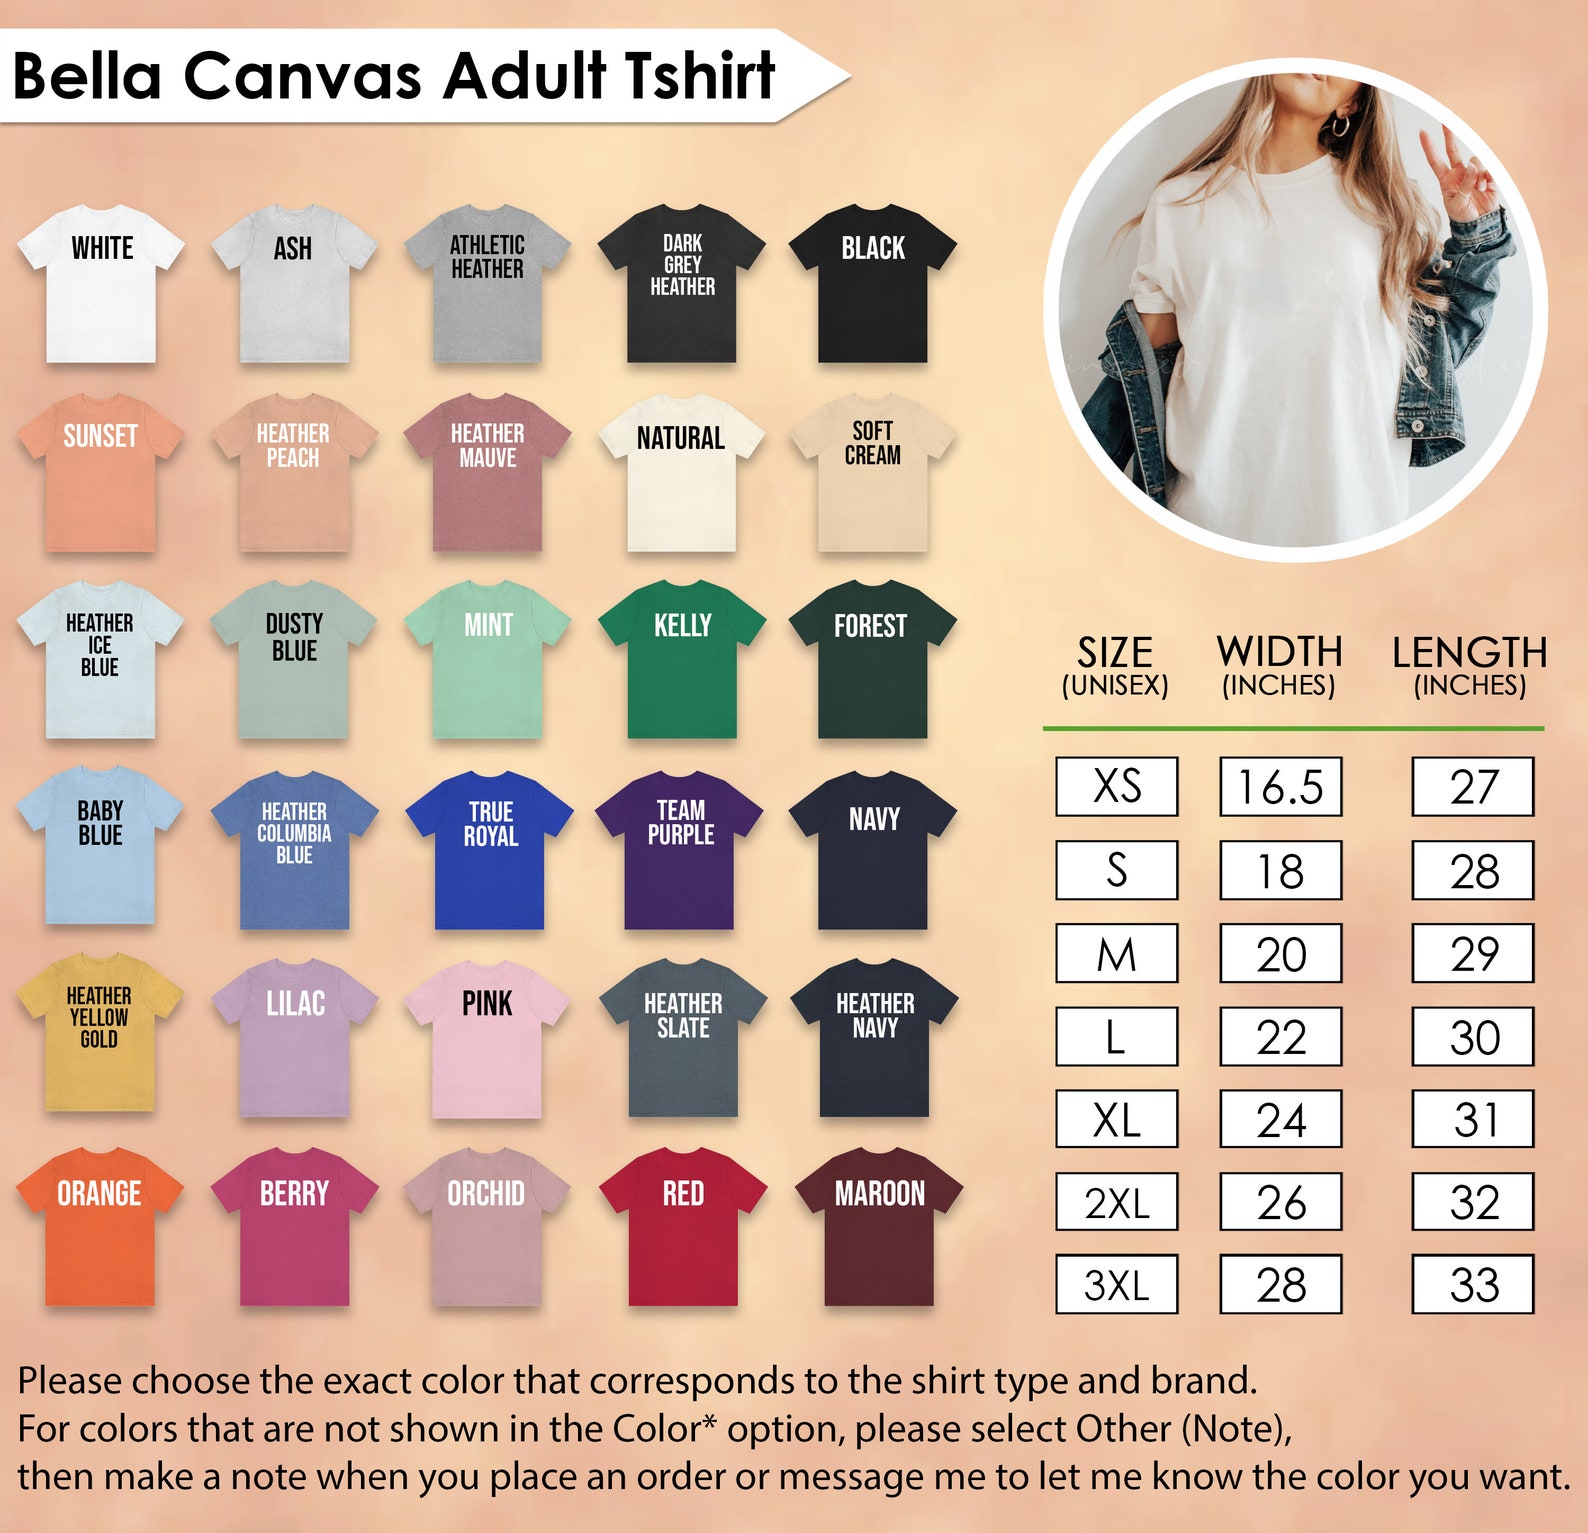 Bella Canvas Adult Tshirt
WHITE
ASH
ATHLETIC
HEATHER
DARK
GREY
HEATHER
BLACK
SUNSET
HEATHER
PEACH
HEATHER
MAUVE
NATURAL
SOFT
CREAM
HEATHER
ICE
BLUE
DUSTY
BLUE
MINT
KELLY
FOREST
BABY
BLUE
HEATHER
COLUMBIA
BLUE
TRUE
ROYAL
TEAM
PURPLE
NAVY
HEATHER
YELLOW
GOLD
LILAC
PINK
HEATHER
SLATE
HEATHER
NAVY
ORANGE
BERRY
ORCHID
RED
MAROON
SIZE WIDTH LENGTH
(UNISEX) (INCHES) (INCHES)
XS 16.5 27
S 18 28
M 20 29
L 22 30
XL 24 31
2XL 26 32
3XL 28 33
Please choose the exact color that corresponds to the shirt type and brand.
For colors that are not shown in the Color* option, please select Other (Note),
then make a note when you place an order or message me to let me know the color you want.